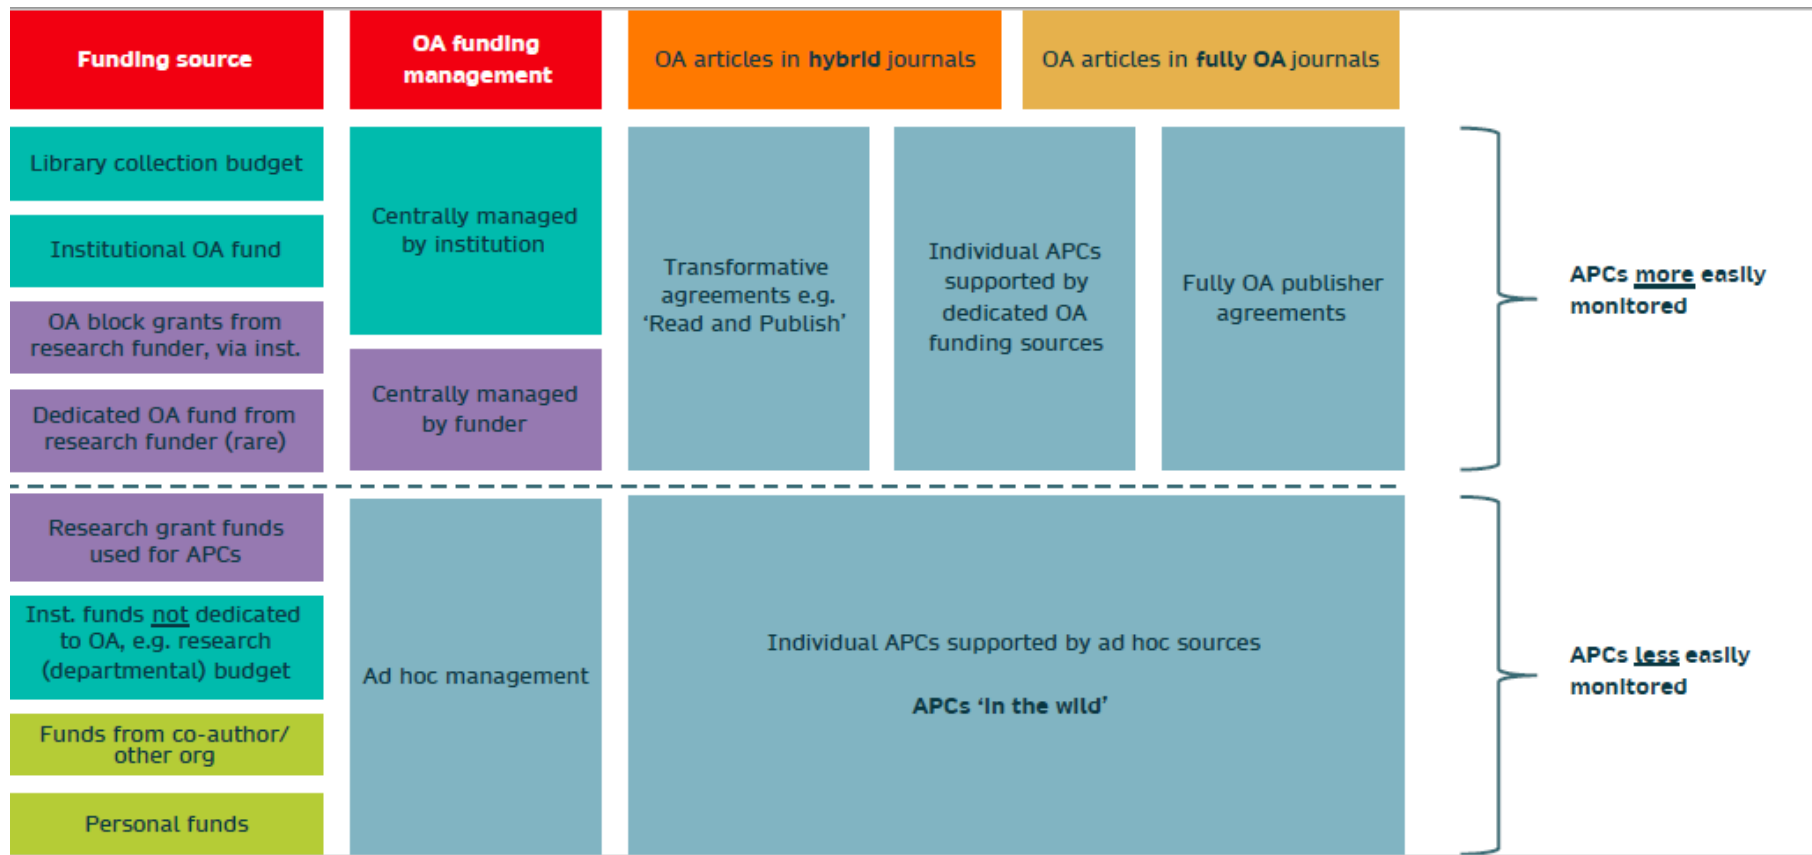 Funding source
OA funding
management
OA articles in hybrid journals
OA articles in fully OA journals
Library collection budget
Institutional OA fund
OA block grants from
research funder, via inst.
Dedicated OA fund from
research funder (rare)
Centrally managed
by institution
Centrally managed
by funder
Transformative
agreements e.g.
‘Read and Publish’
Individual APCs
supported by
dedicated OA
funding sources
Fully OA publisher
agreements
APCs more easily
monitored
Research grant funds
used for APCs
Inst. funds not dedicated
to OA, e.g. research
(departmental) budget
Funds from co-author/
other org
Personal funds
Ad hoc management
Individual APCs supported by ad hoc sources
APCs ‘in the wild’
APCs less easily
monitored